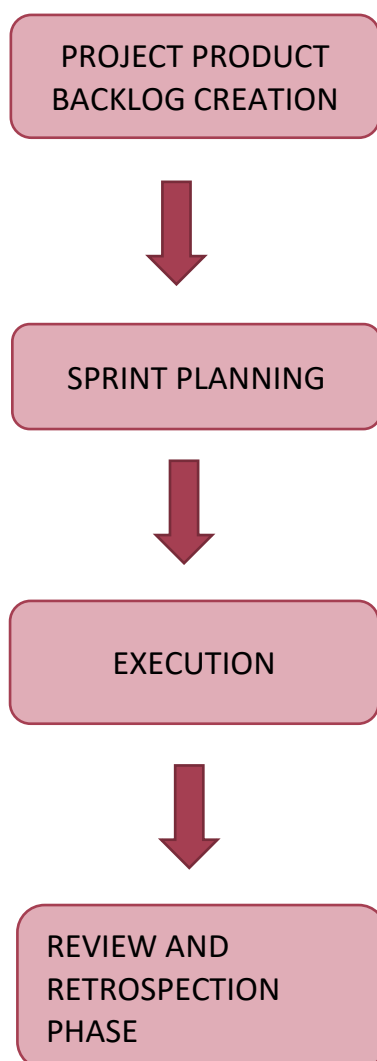 PROJECT PRODUCT
BACKLOG CREATION
SPRINT PLANNING
EXECUTION
REVIEW AND
RETROSPECTION
PHASE